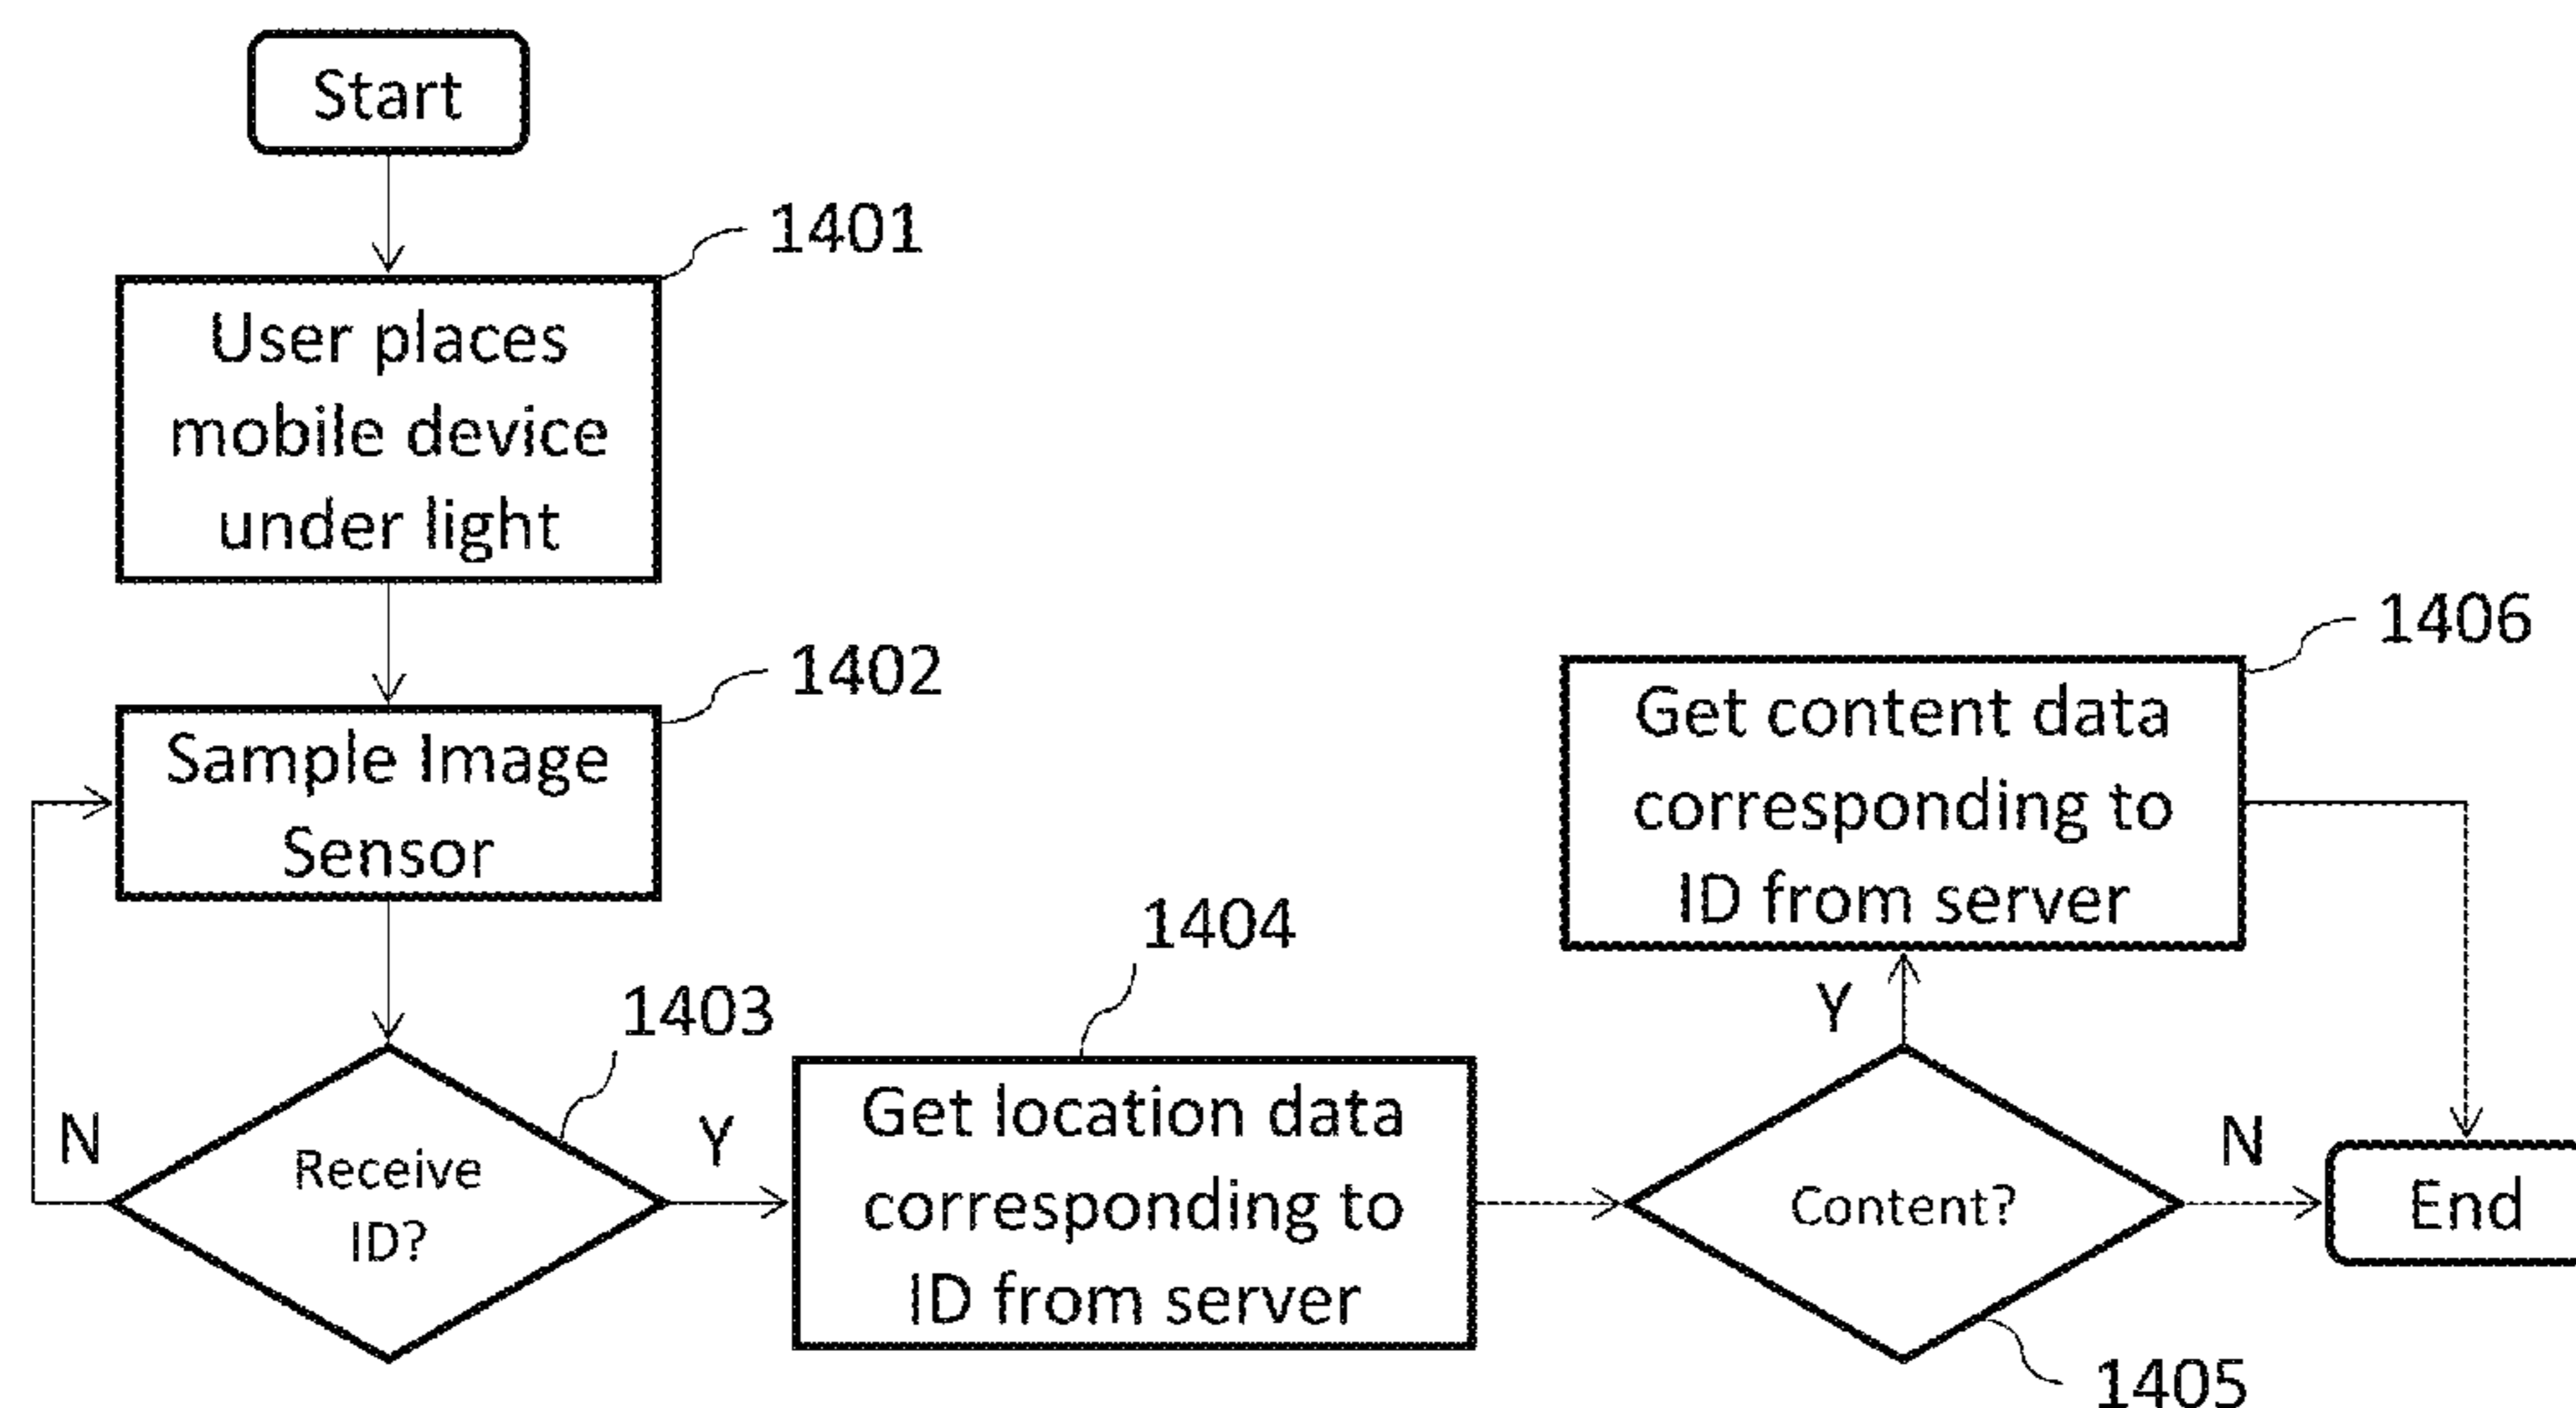 Start
1401
User places
mobile device
under light
1402
Sample Image
Sensor
1403
Receive
ID?
N
Y
1404
Get location data
corresponding to
ID from server
1405
Content?
Y
N
1406
Get content data
corresponding to
ID from server
End